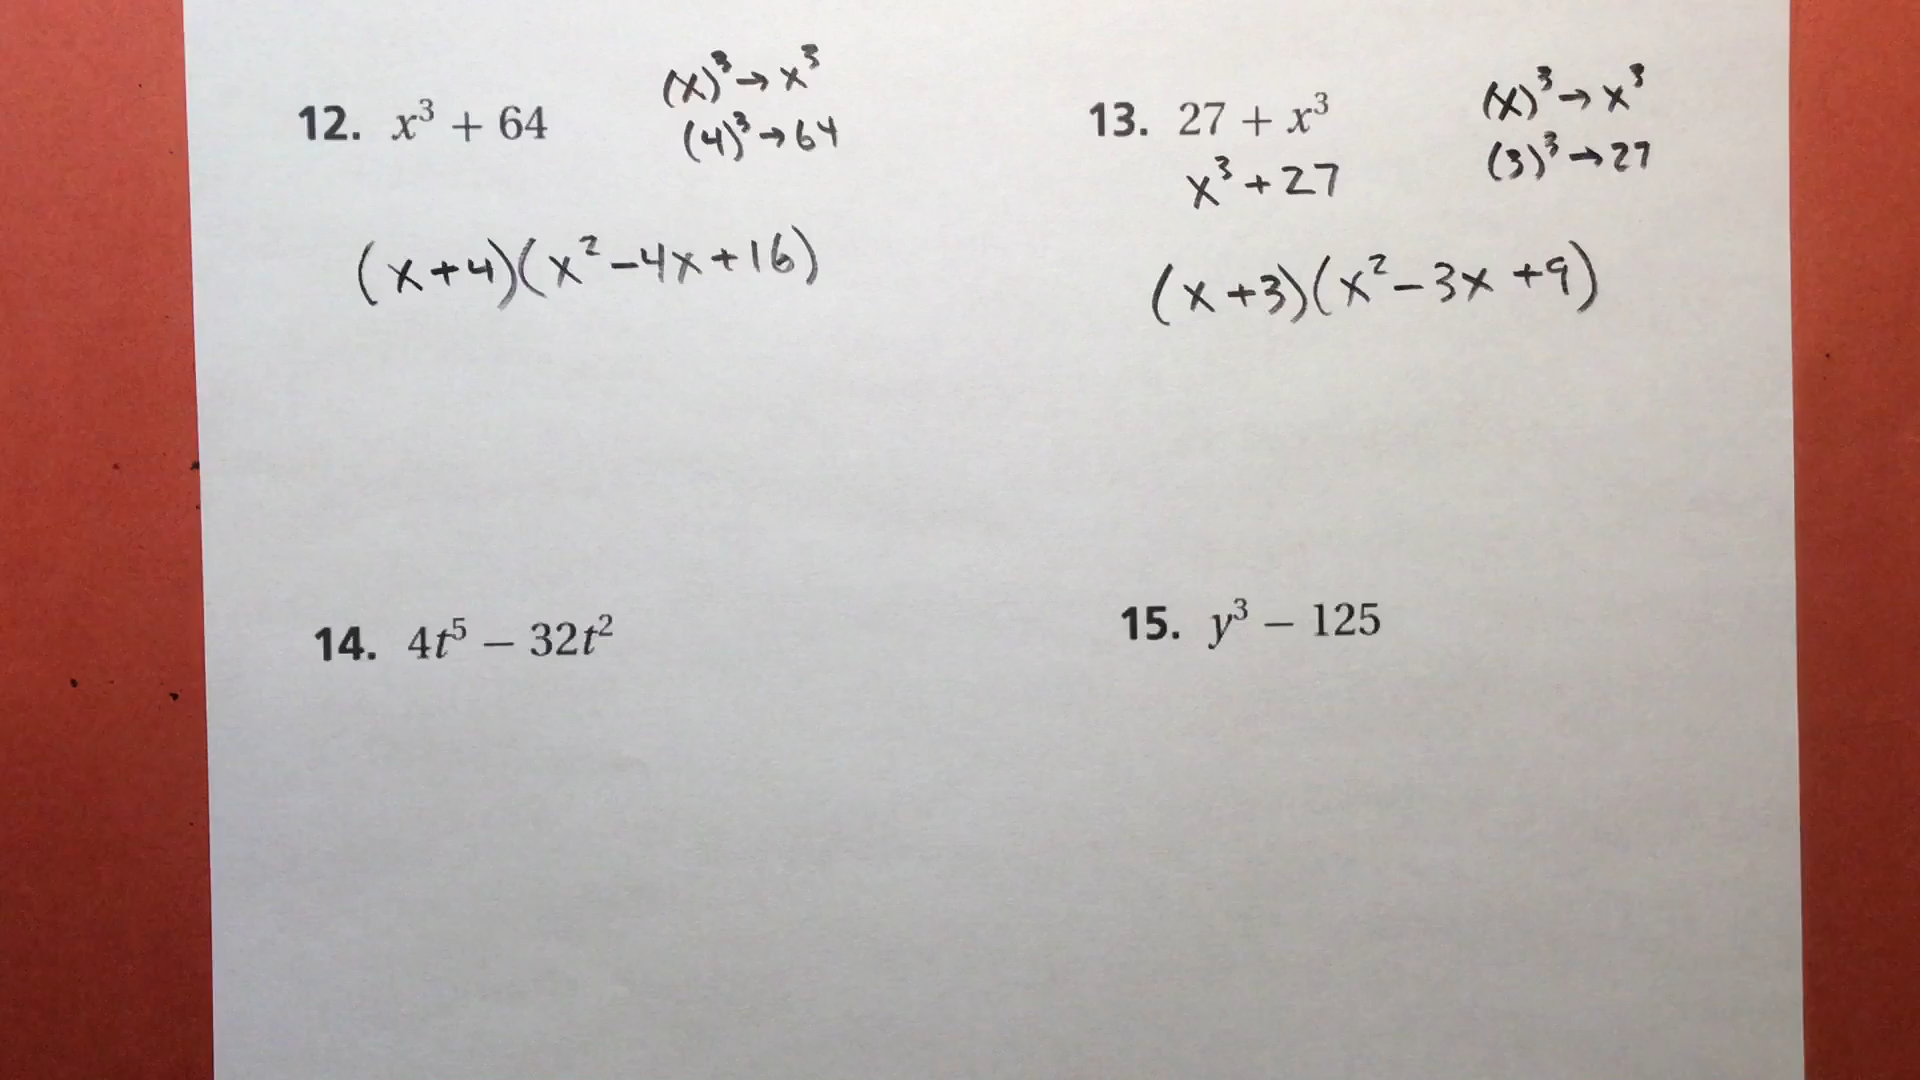 12. x³ + 64
(x)³→x³
(4)³→64
(x+4)(x²-4x+16)
13. 27 + x³
(x)³→x³
x³+27
(3)³→27
(x+3)(x²-3x+9)
14. 4t⁵ – 32t²
15. y³ – 125